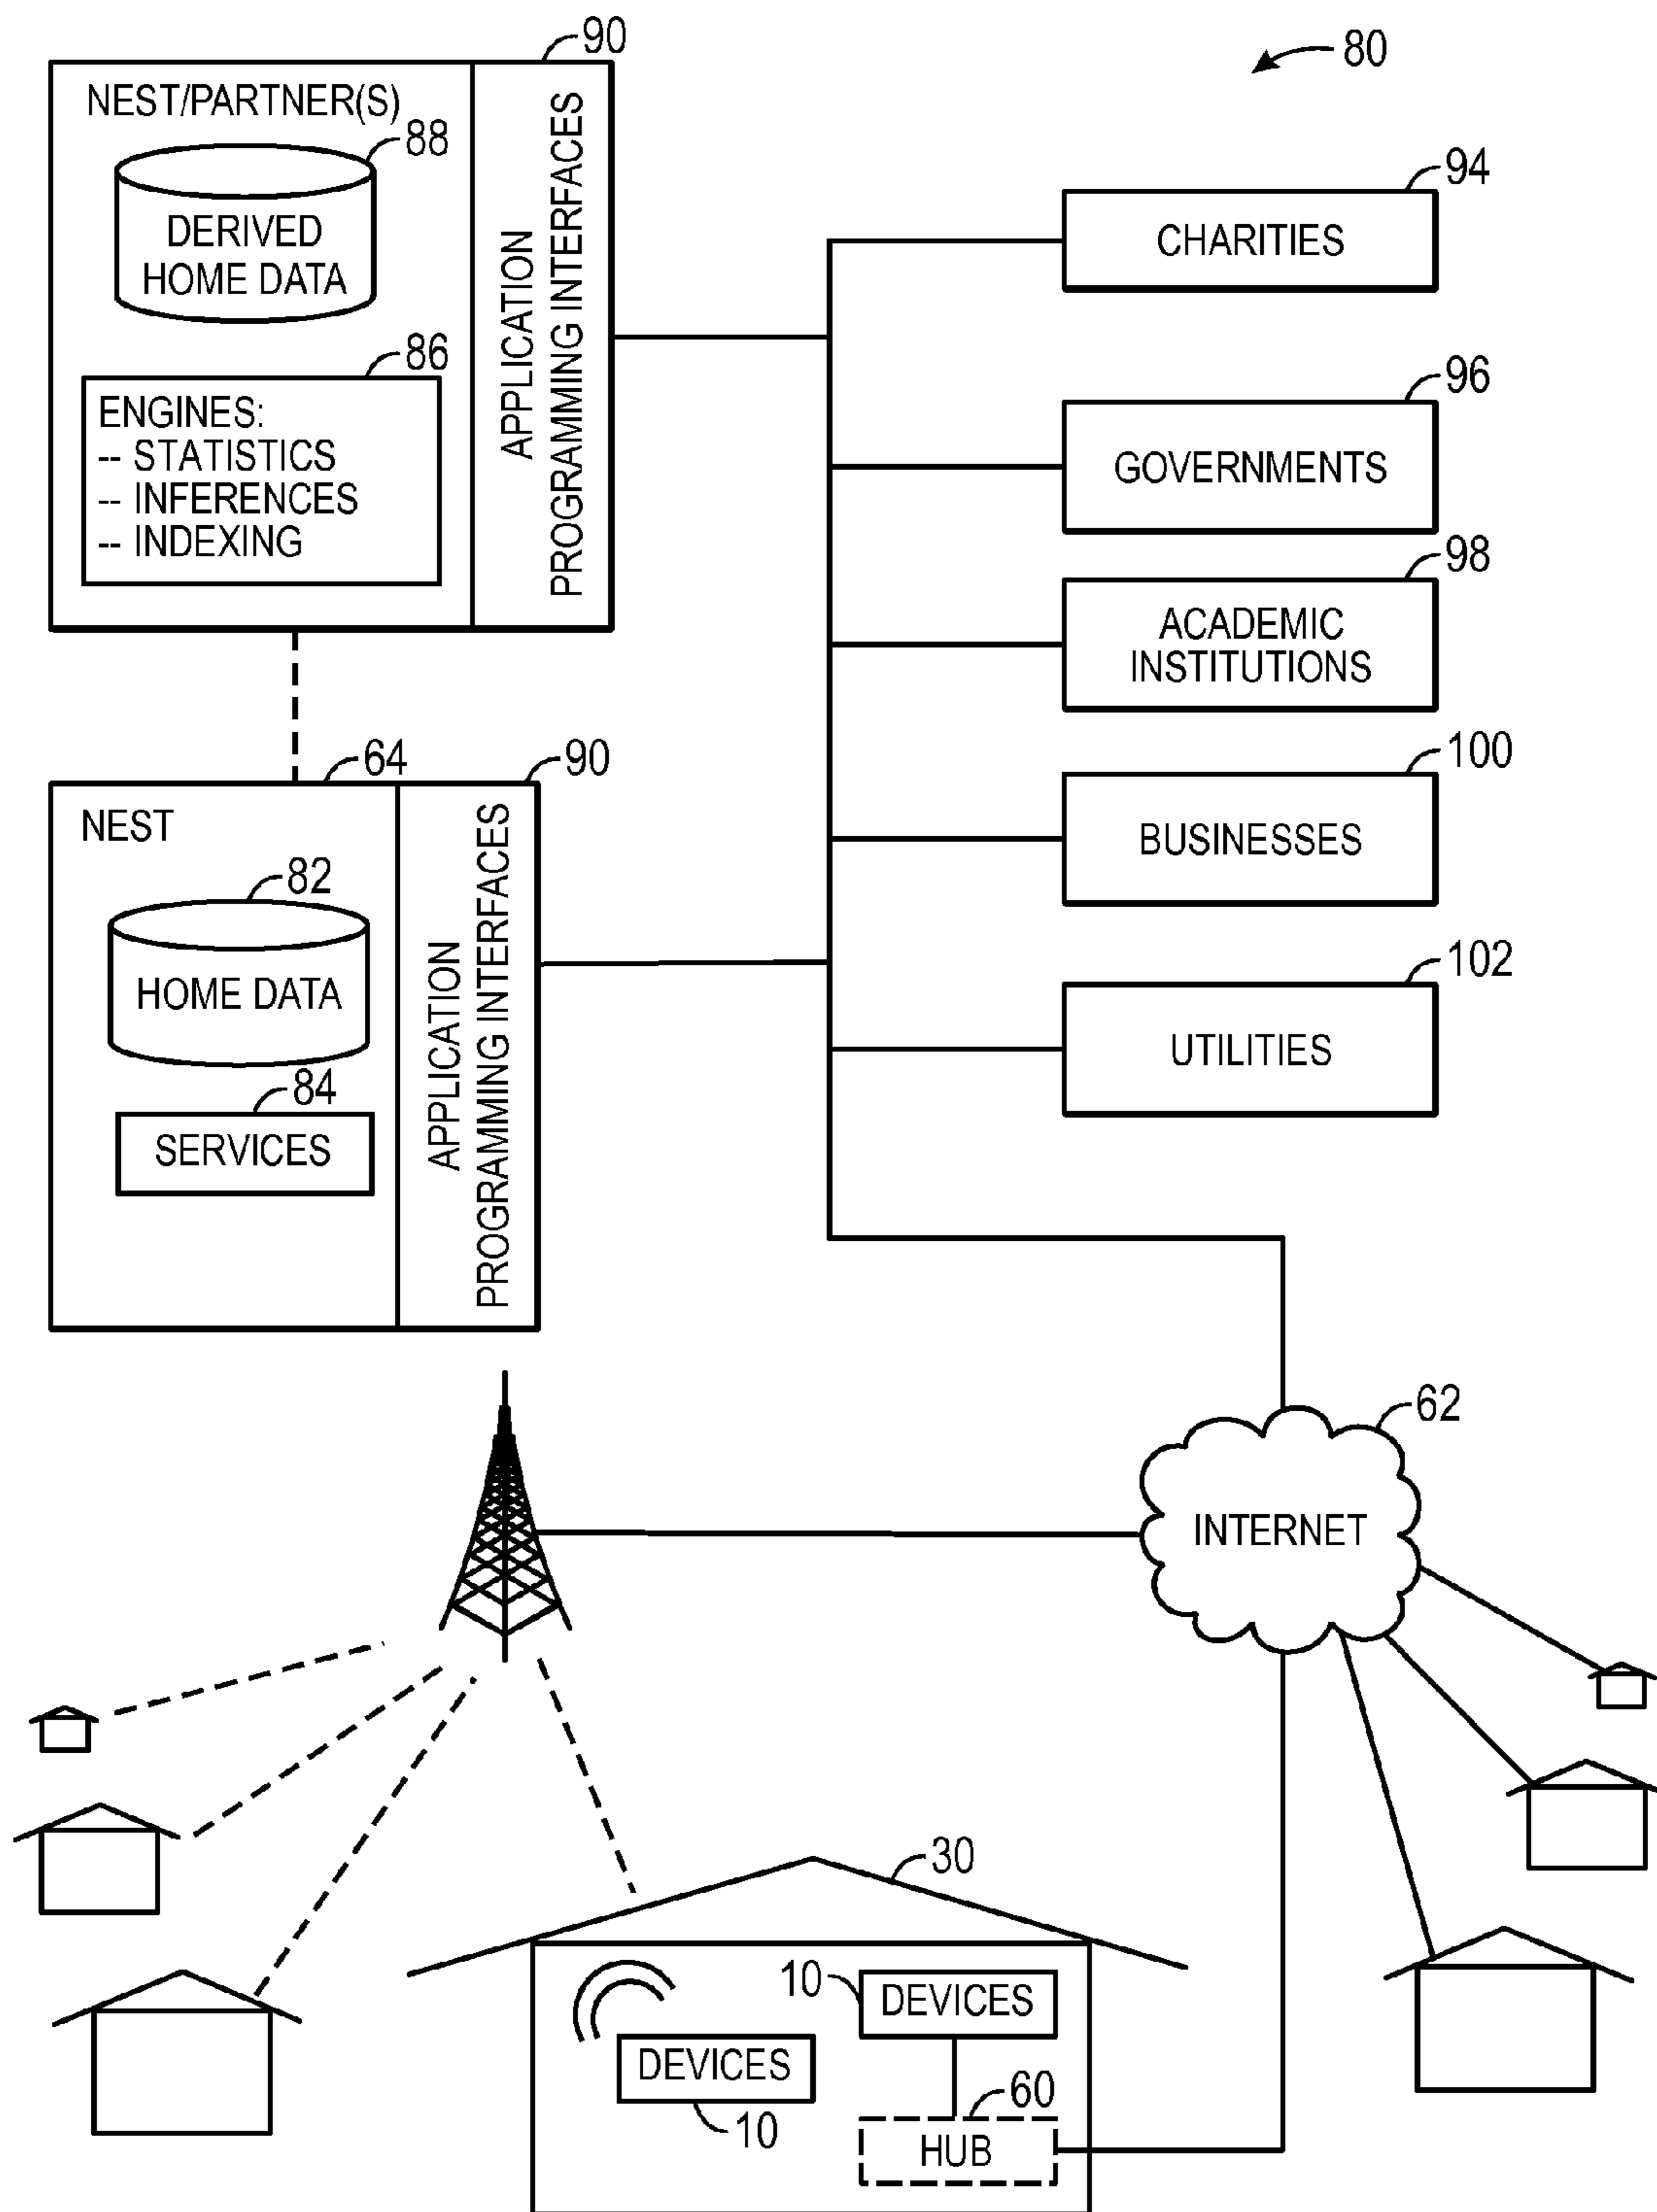 90
80
NEST/PARTNER(S)
88
DERIVED
HOME DATA
86
ENGINES:
-- STATISTICS
-- INFERENCES
-- INDEXING
APPLICATION
PROGRAMMING INTERFACES
94
CHARITIES
96
GOVERNMENTS
98
ACADEMIC
INSTITUTIONS
100
BUSINESSES
102
UTILITIES
64
90
NEST
82
HOME DATA
84
SERVICES
APPLICATION
PROGRAMMING INTERFACES
62
INTERNET
30
10
DEVICES
DEVICES
10
60
HUB